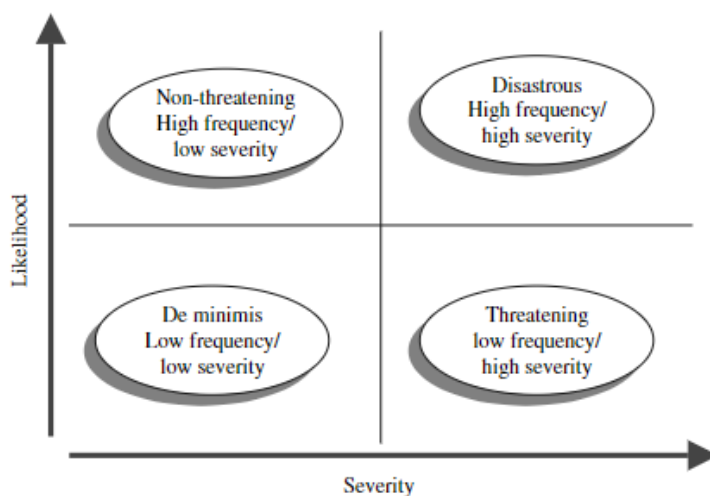 Non-threatening
High frequency/
low severity
Disastrous
High frequency/
high severity
Likelihood
De minimis
Low frequency/
low severity
Threatening
low frequency/
high severity
Severity